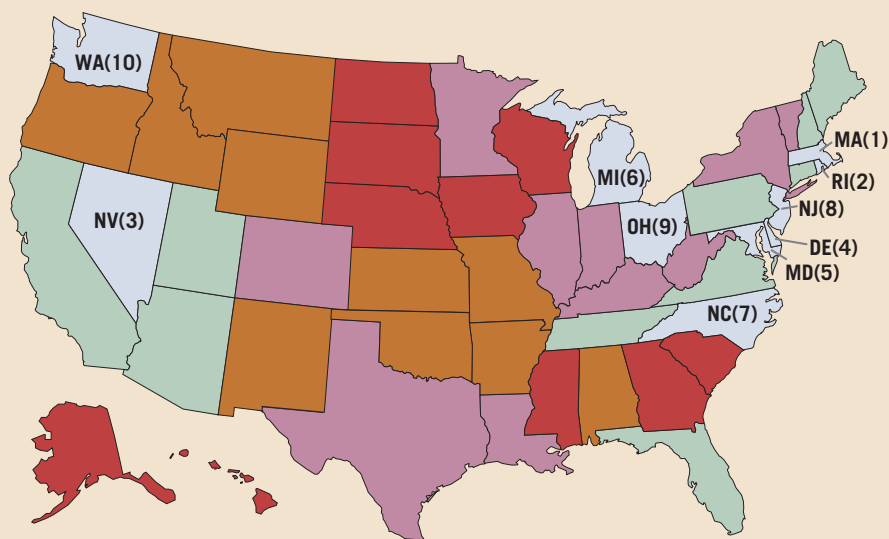 WA(10)
MA(1)
MI(6)
RI(2)
NJ(8)
NV(3)
OH(9)
DE(4)
MD(5)
NC(7)